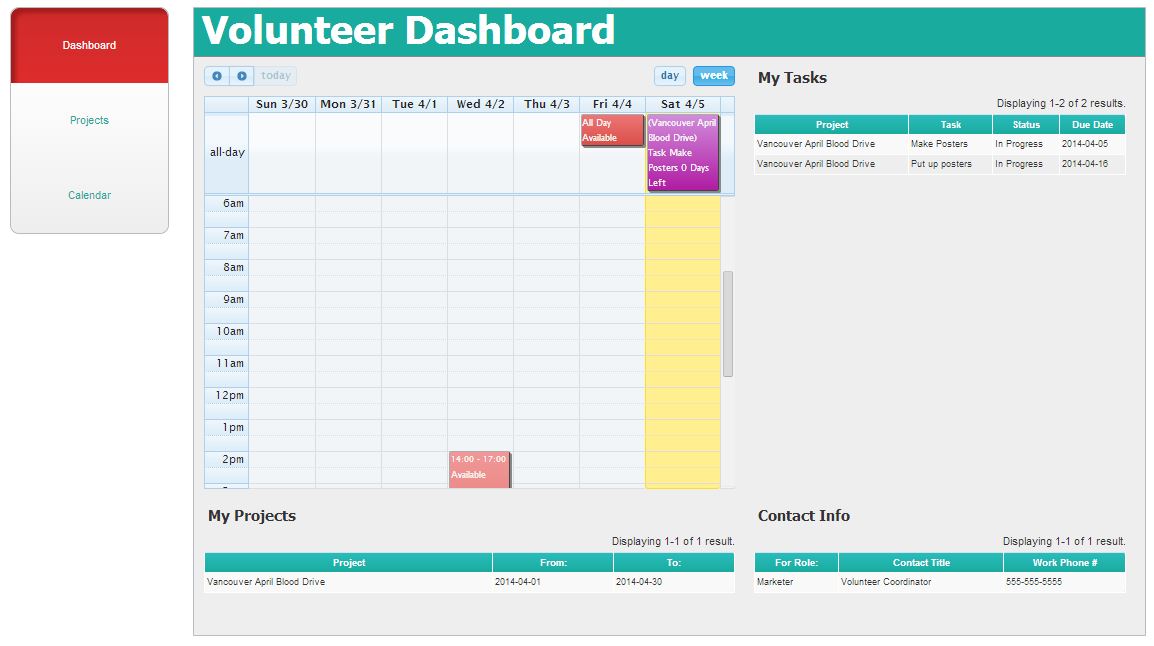 Dashboard
Projects
Calendar
Volunteer Dashboard
today
day week
Sun 3/30 Mon 3/31 Tue 4/1 Wed 4/2 Thu 4/3 Fri 4/4 Sat 4/5
all-day
All Day
Available
(Vancouver April
Blood Drive)
Task Make
Posters 0 Days
Left
6am
7am
8am
9am
10am
11am
12pm
1pm
2pm
14:00 - 17:00
Available
My Tasks
Displaying 1-2 of 2 results.
Project Task Status Due Date
Vancouver April Blood Drive Make Posters In Progress 2014-04-05
Vancouver April Blood Drive Put up posters In Progress 2014-04-16
My Projects
Displaying 1-1 of 1 result.
Project From: To:
Vancouver April Blood Drive 2014-04-01 2014-04-30
Contact Info
Displaying 1-1 of 1 result.
For Role: Contact Title Work Phone #
Marketer Volunteer Coordinator 555-555-5555